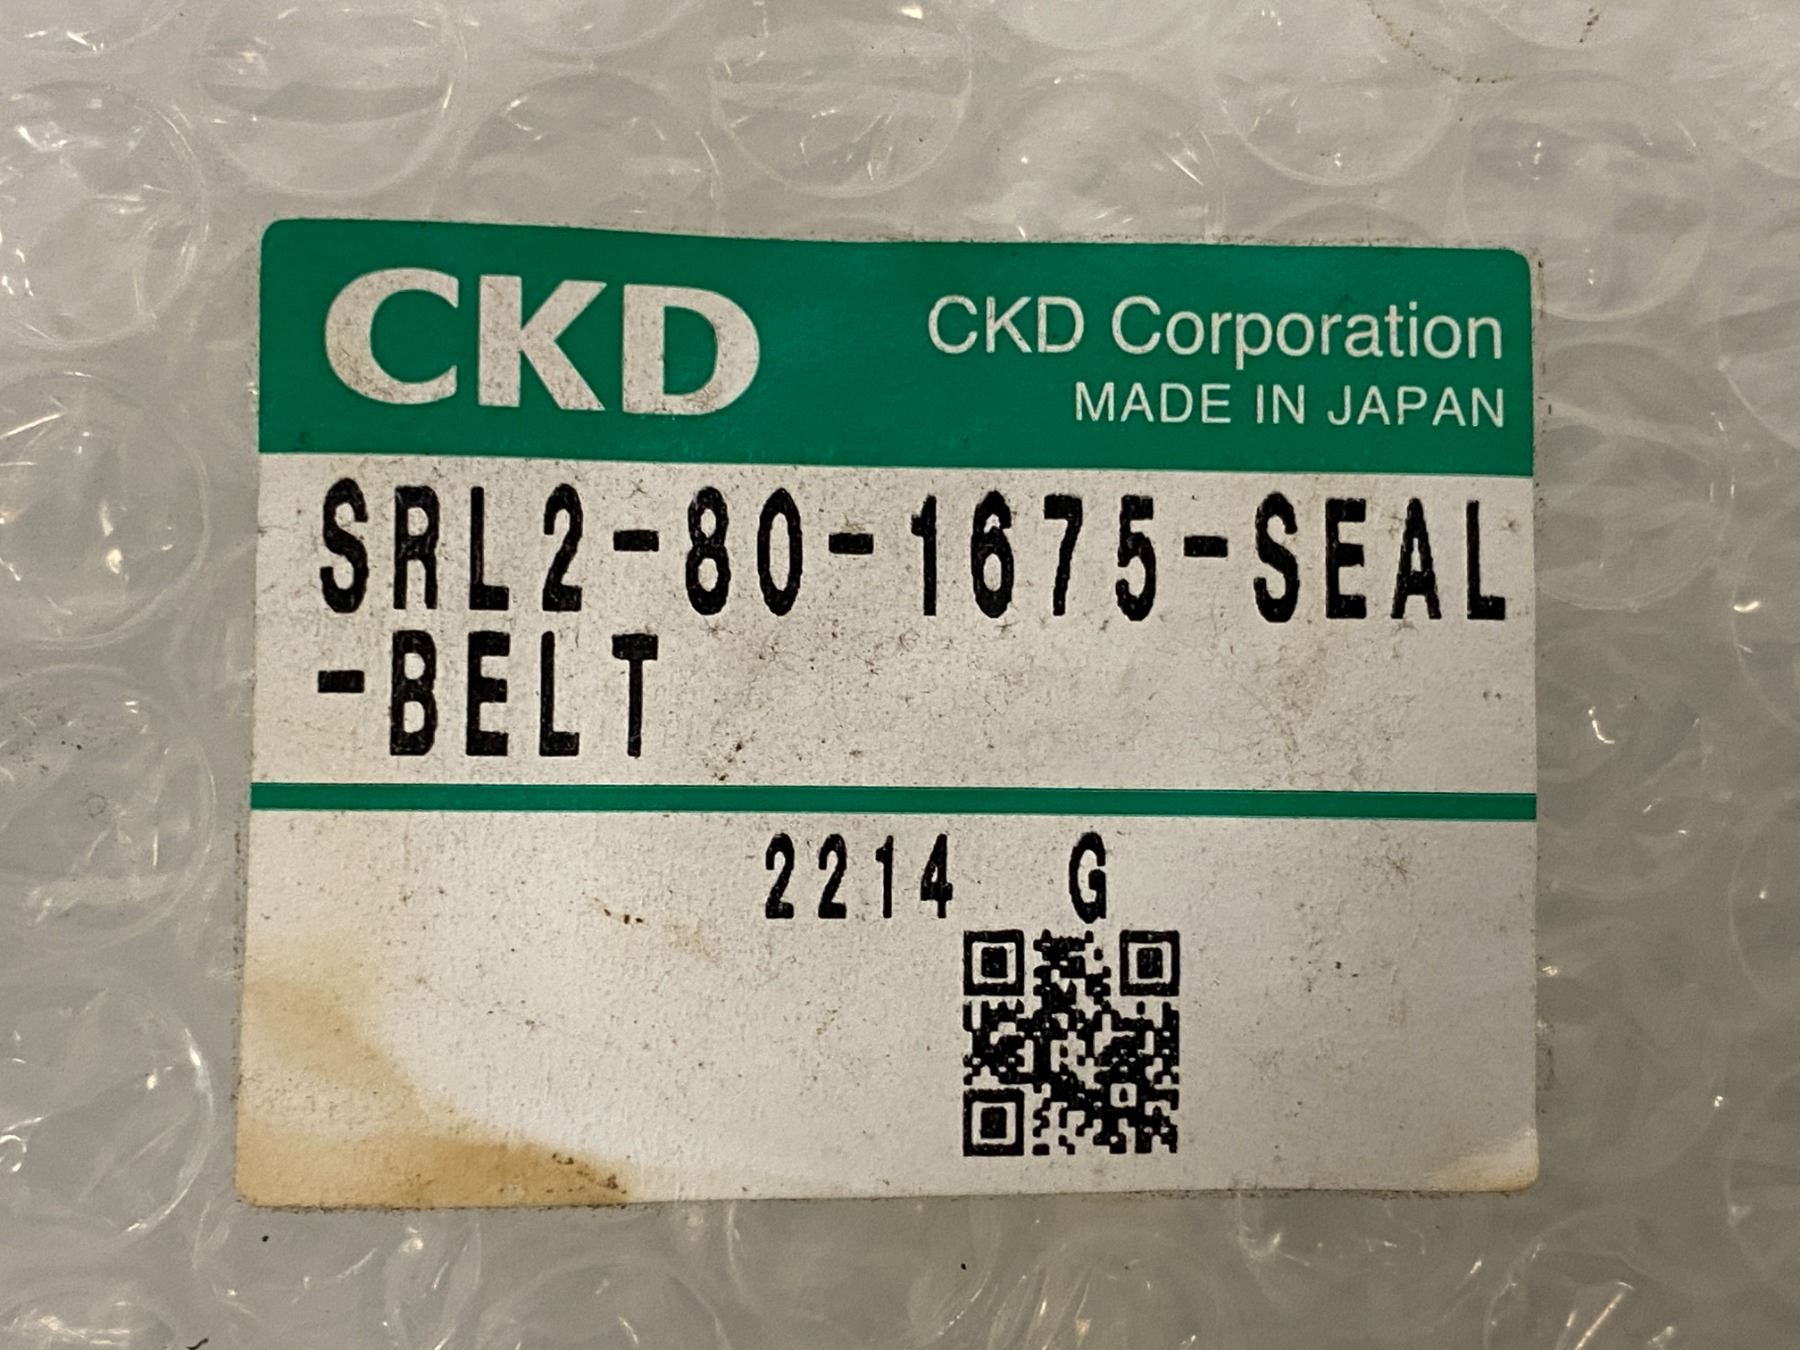 CKD
CKD Corporation
MADE IN JAPAN
SRL2-80-1675-SEAL
-BELT
2214 G